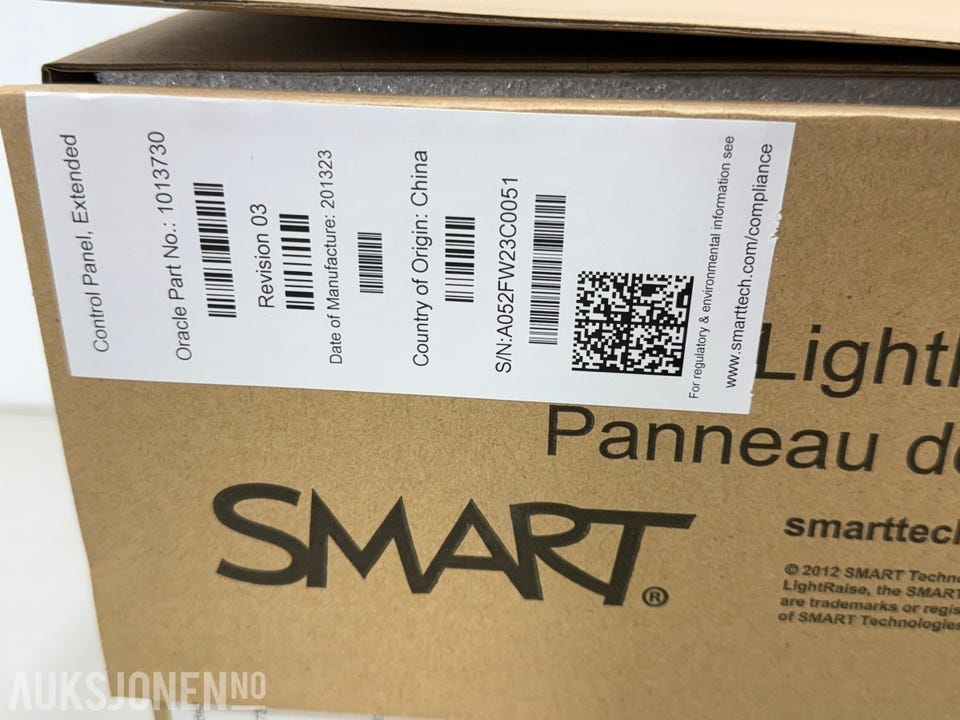 Control Panel, Extended
Oracle Part No.: 1013730
Revision 03
Date of Manufacture: 201323
Country of Origin: China
S/N:A052FW23C0051
For regulatory & environmental information see
www.smarttech.com/compliance
Light
Panneau de
SMART®
smarttech
© 2012 SMART Techno
LightRaise, the SMART
are trademarks or regis
of SMART Technologies
AUKSJONEN NO